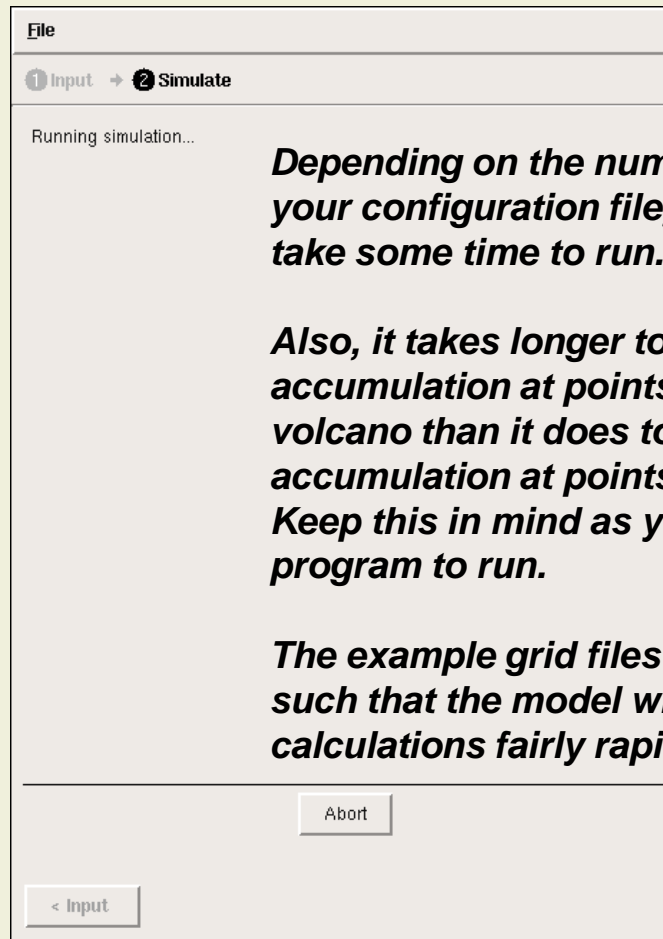 File
1 Input → 2 Simulate
Running simulation...
Depending on the num
your configuration file,
take some time to run.
Also, it takes longer to
accumulation at points
volcano than it does to
accumulation at points
Keep this in mind as y
program to run.
The example grid files
such that the model wi
calculations fairly rapi
Abort
< Input